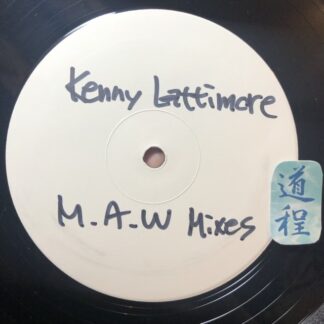 Kenny Lattimore
M.A.W Mixes
道程